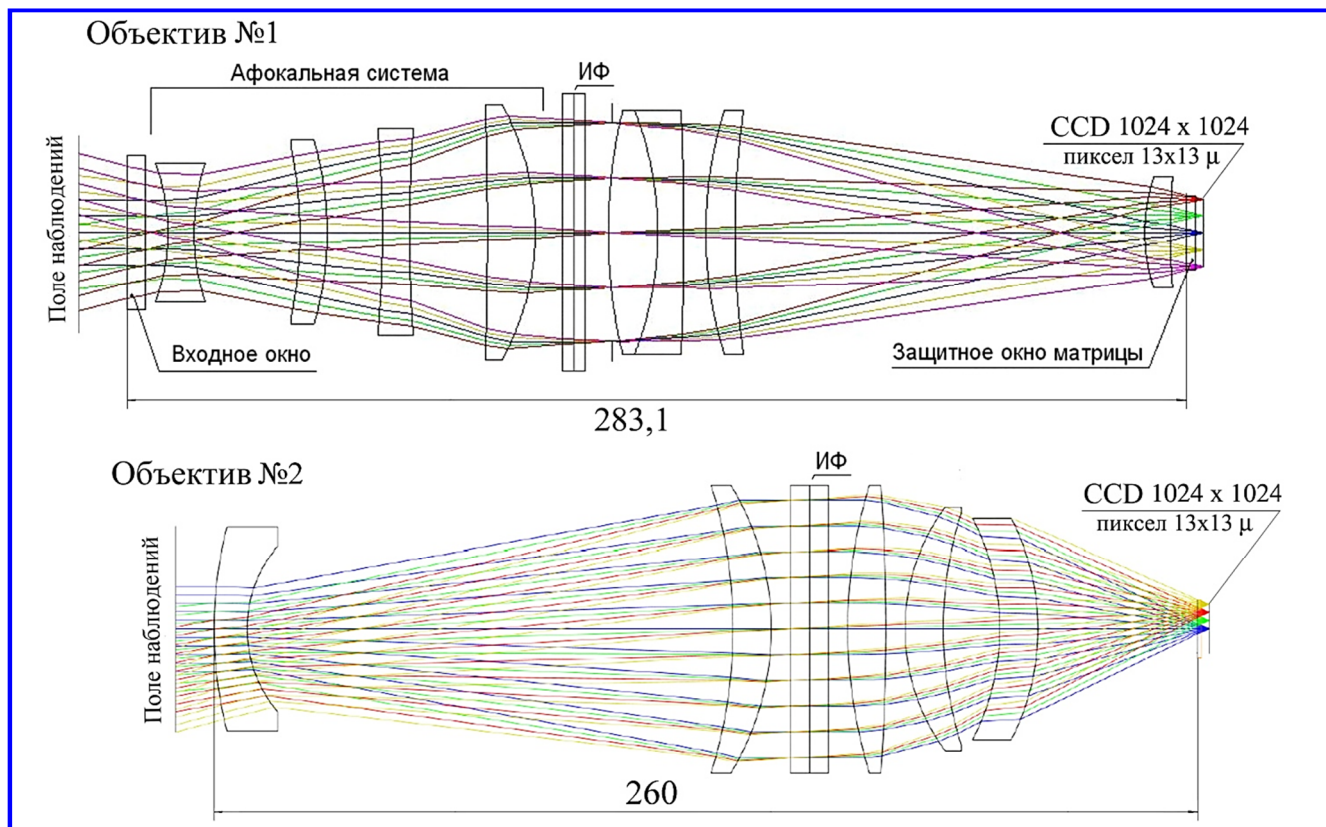 Объектив №1
Афокальная система
ИФ
CCD 1024 x 1024
пиксел 13x13 μ
Поле наблюдений
Входное окно
Защитное окно матрицы
283,1
Объектив №2
ИФ
CCD 1024 x 1024
пиксел 13x13 μ
Поле наблюдений
260